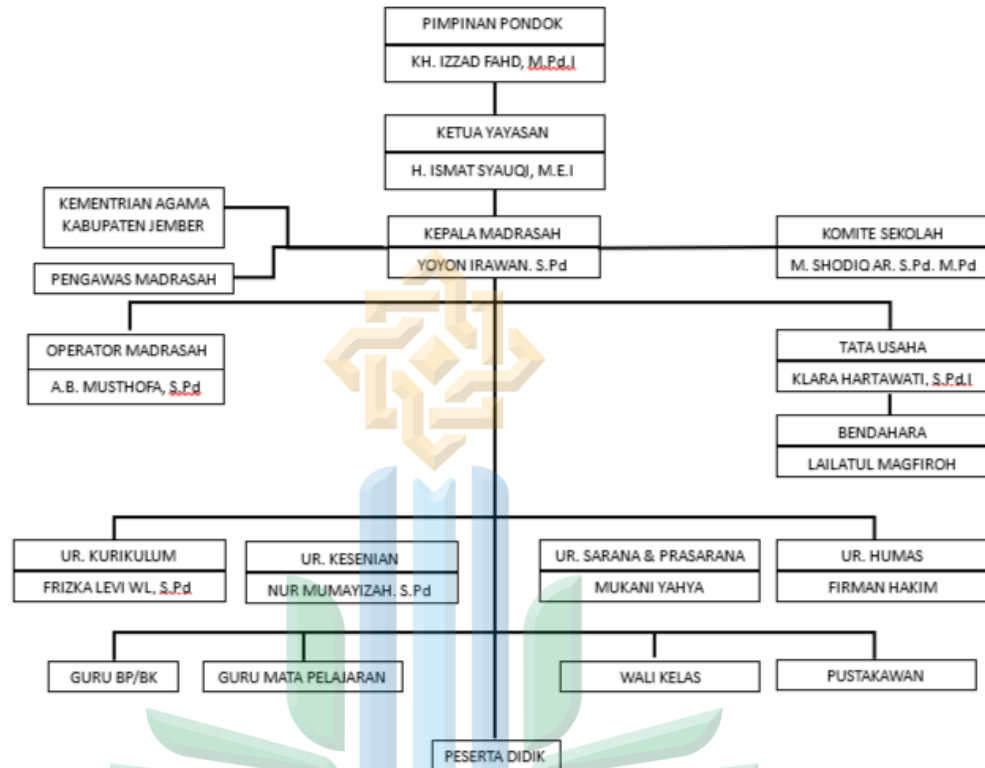 PIMPINAN PONDOK
KH. IZZAD FAHD, M.Pd.I
KETUA YAYASAN
H. ISMAT SYAUQI, M.E.I
KEMENTRIAN AGAMA
KABUPATEN JEMBER
PENGAWAS MADRASAH
KEPALA MADRASAH
YOYON IRAWAN. S.Pd
KOMITE SEKOLAH
M. SHODIQ AR. S.Pd. M.Pd
OPERATOR MADRASAH
A.B. MUSTHOFA, S.Pd
TATA USAHA
KLARA HARTAWATI, S.Pd.I
BENDAHARA
LAILATUL MAGFIROH
UR. KURIKULUM
FRIZKA LEVI WL, S.Pd
UR. KESENIAN
NUR MUMAYIZAH. S.Pd
UR. SARANA & PRASARANA
MUKANI YAHYA
UR. HUMAS
FIRMAN HAKIM
GURU BP/BK
GURU MATA PELAJARAN
WALI KELAS
PUSTAKAWAN
PESERTA DIDIK